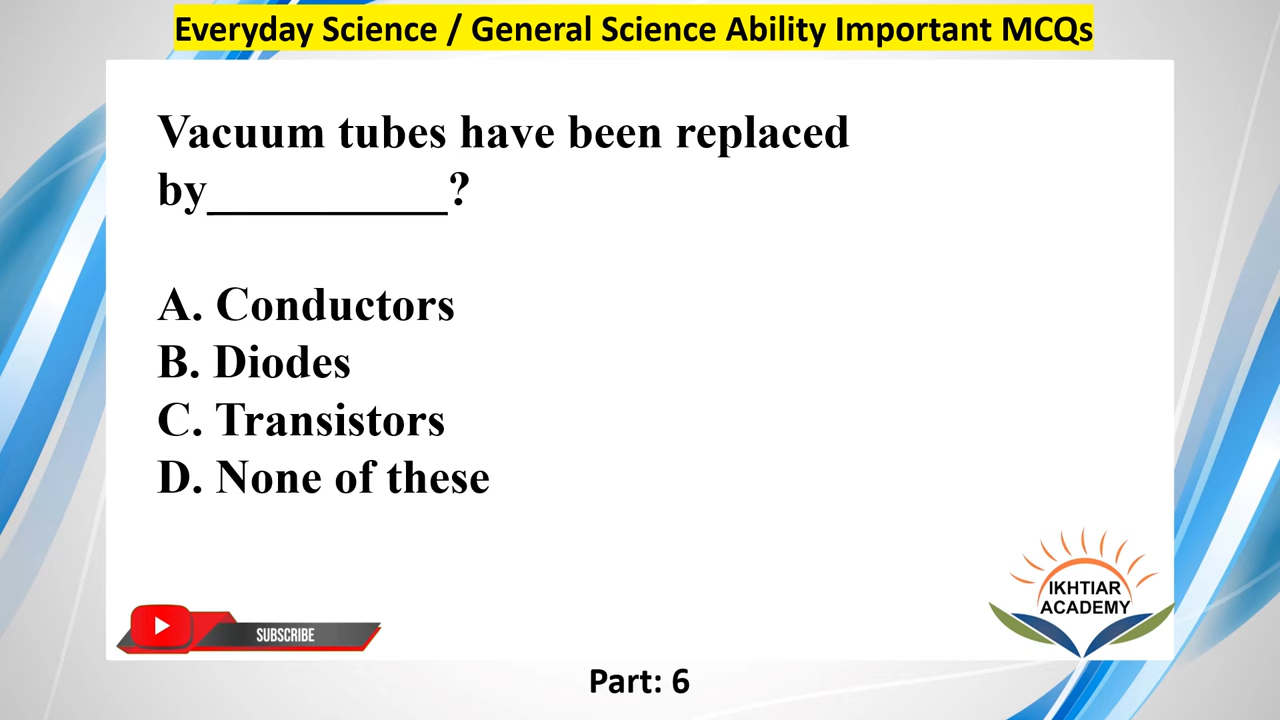 Everyday Science / General Science Ability Important MCQs
Vacuum tubes have been replaced
by__________?
A. Conductors
B. Diodes
C. Transistors
D. None of these
IKHTIAR
ACADEMY
SUBSCRIBE
Part: 6